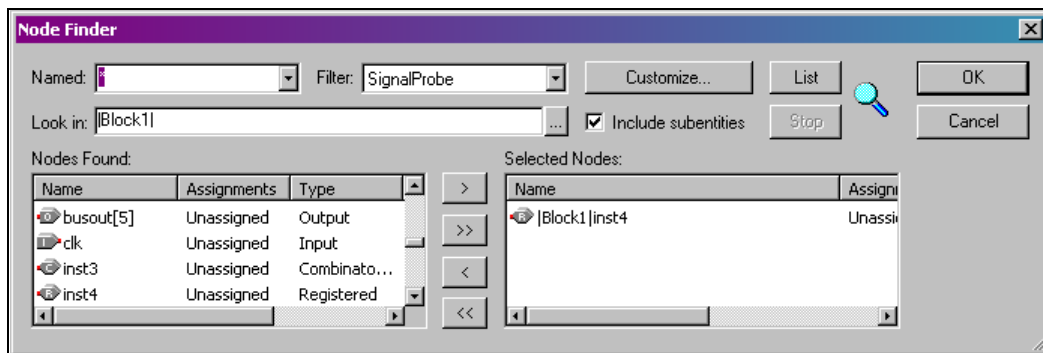 Node Finder
Named: * Filter: SignalProbe Customize... List OK
Look in: |Block1| ... Include subentities Stop Cancel
Nodes Found: Selected Nodes:
Name Assignments Type > Name Assignr
busout[5] Unassigned Output |Block1|inst4 Unassi
clk Unassigned Input >>
inst3 Unassigned Combinato... <
inst4 Unassigned Registered
<<